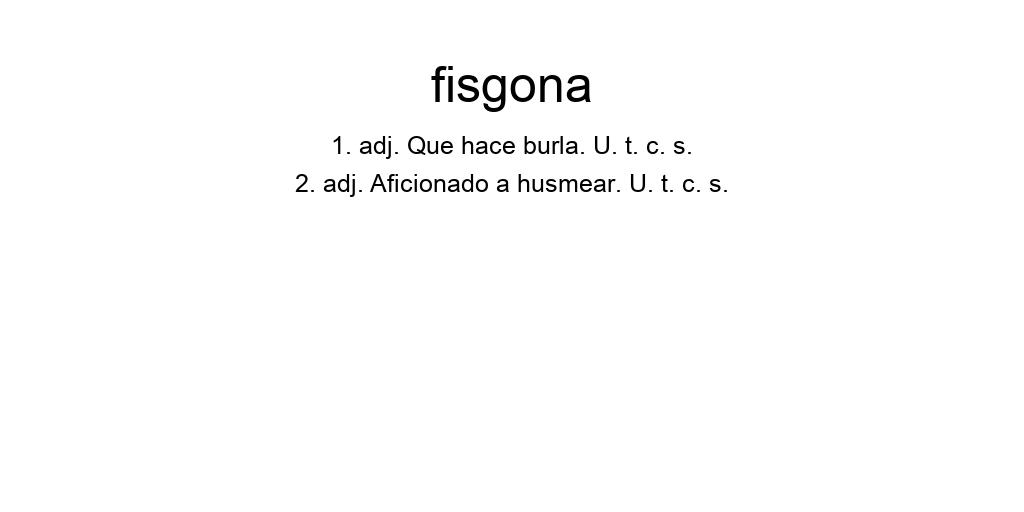 fisgona
1. adj. Que hace burla. U. t. c. s.
2. adj. Aficionado a husmear. U. t. c. s.